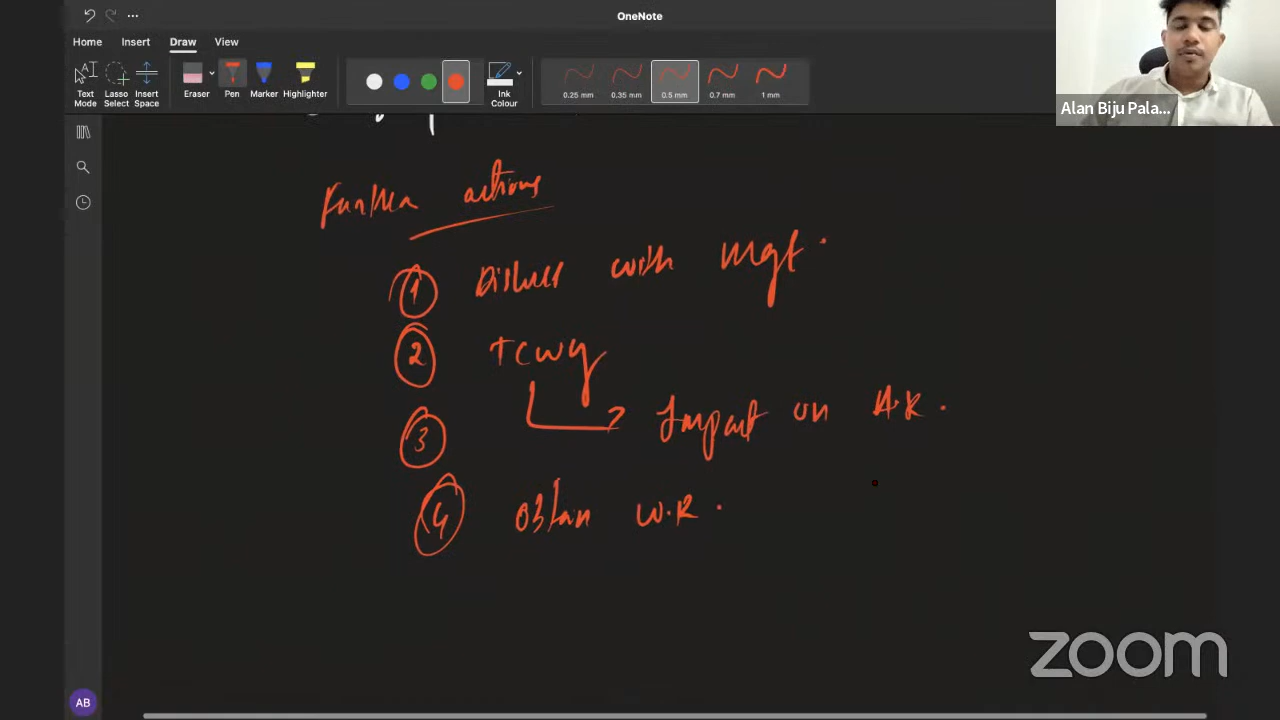 OneNote
Home Insert Draw View
Text Mode Lasso Select Insert Space Eraser Pen Marker Highlighter Ink Colour 0.25 mm 0.35 mm 0.5 mm 0.7 mm 1 mm
Alan Biju Pala...
Further actions
1 Discuss with Mgt.
2 TCWG
3 Impact on A.R.
4 Obtain W.R.
zoom
AB